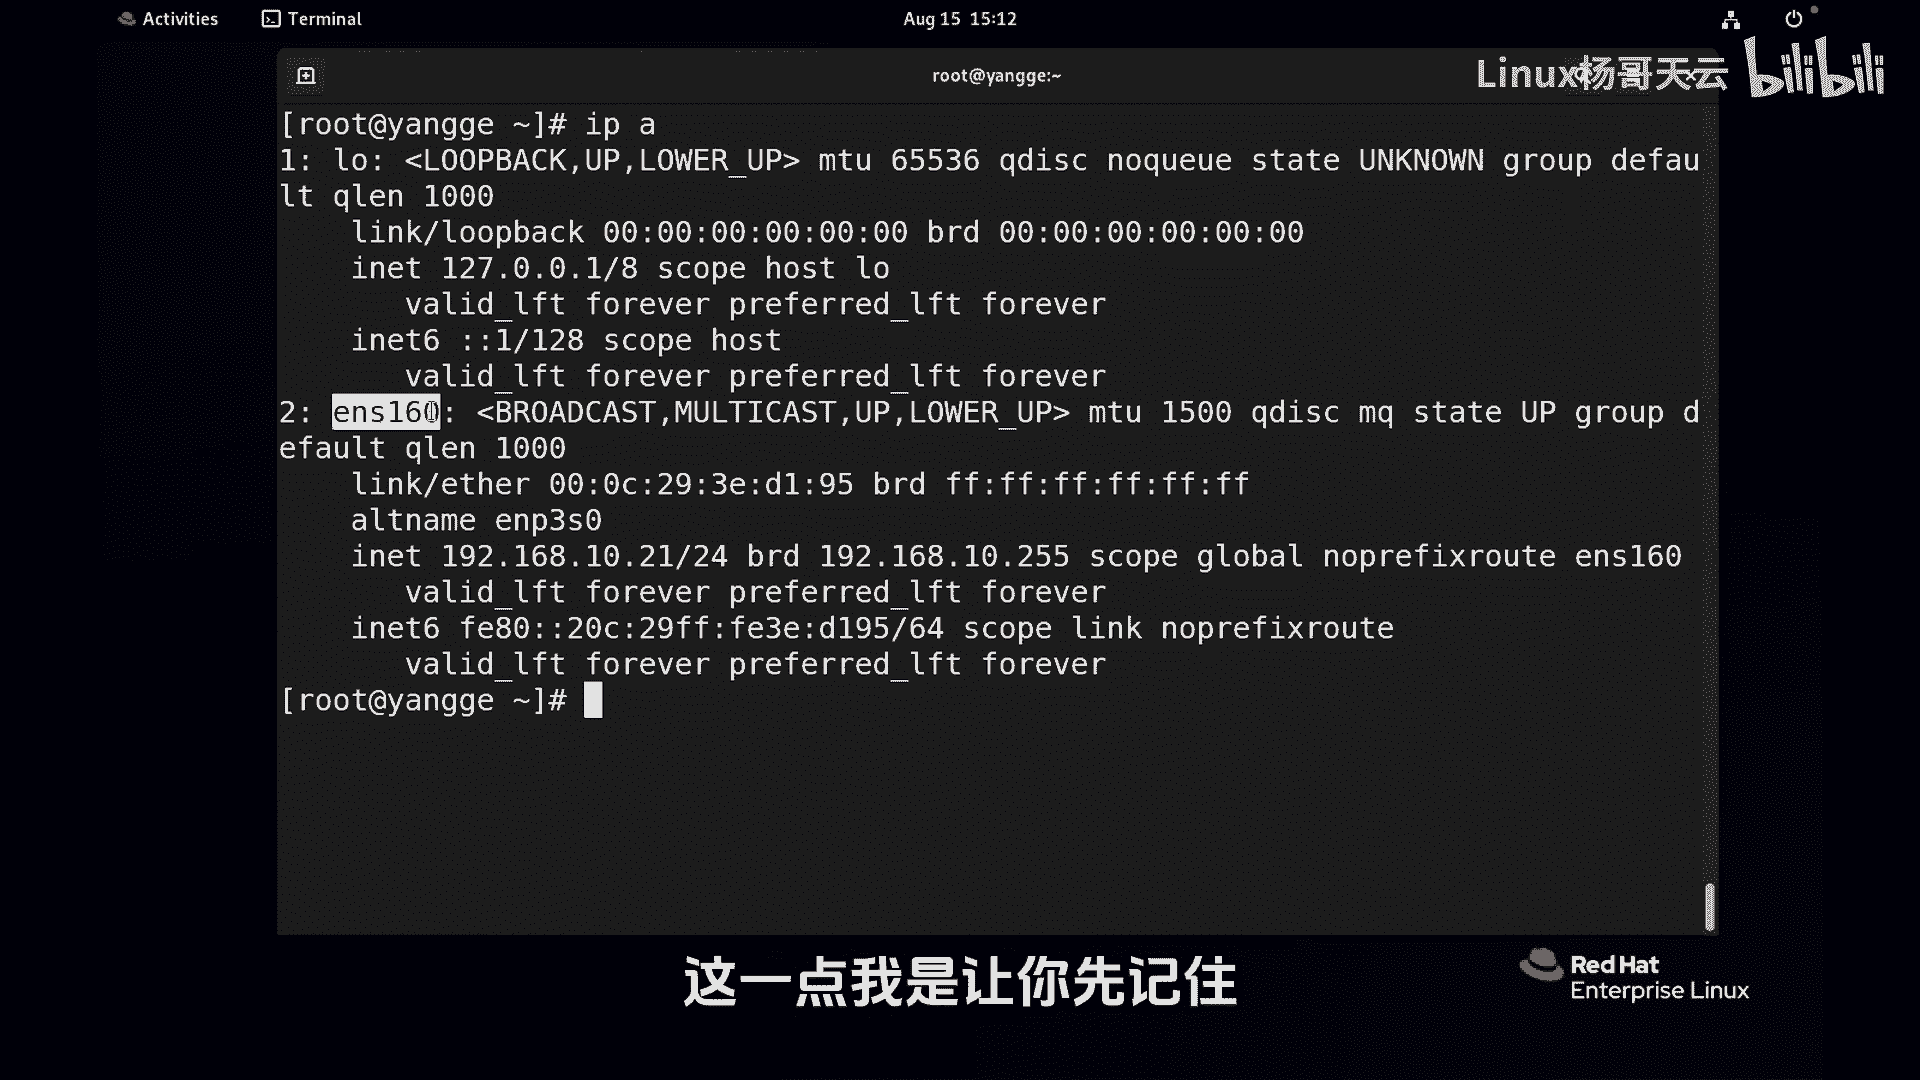 Activities Terminal Aug 15 15:12
root@yangge:~
Linux杨哥天云 bilibili
[root@yangge ~]# ip a
1: lo: <LOOPBACK,UP,LOWER_UP> mtu 65536 qdisc noqueue state UNKNOWN group defau
lt qlen 1000
link/loopback 00:00:00:00:00:00 brd 00:00:00:00:00:00
inet 127.0.0.1/8 scope host lo
valid_lft forever preferred_lft forever
inet6 ::1/128 scope host
valid_lft forever preferred_lft forever
2: ens160: <BROADCAST,MULTICAST,UP,LOWER_UP> mtu 1500 qdisc mq state UP group d
efault qlen 1000
link/ether 00:0c:29:3e:d1:95 brd ff:ff:ff:ff:ff:ff
altname enp3s0
inet 192.168.10.21/24 brd 192.168.10.255 scope global noprefixroute ens160
valid_lft forever preferred_lft forever
inet6 fe80::20c:29ff:fe3e:d195/64 scope link noprefixroute
valid_lft forever preferred_lft forever
[root@yangge ~]#
这一点我是让你先记住
Red Hat
Enterprise Linux